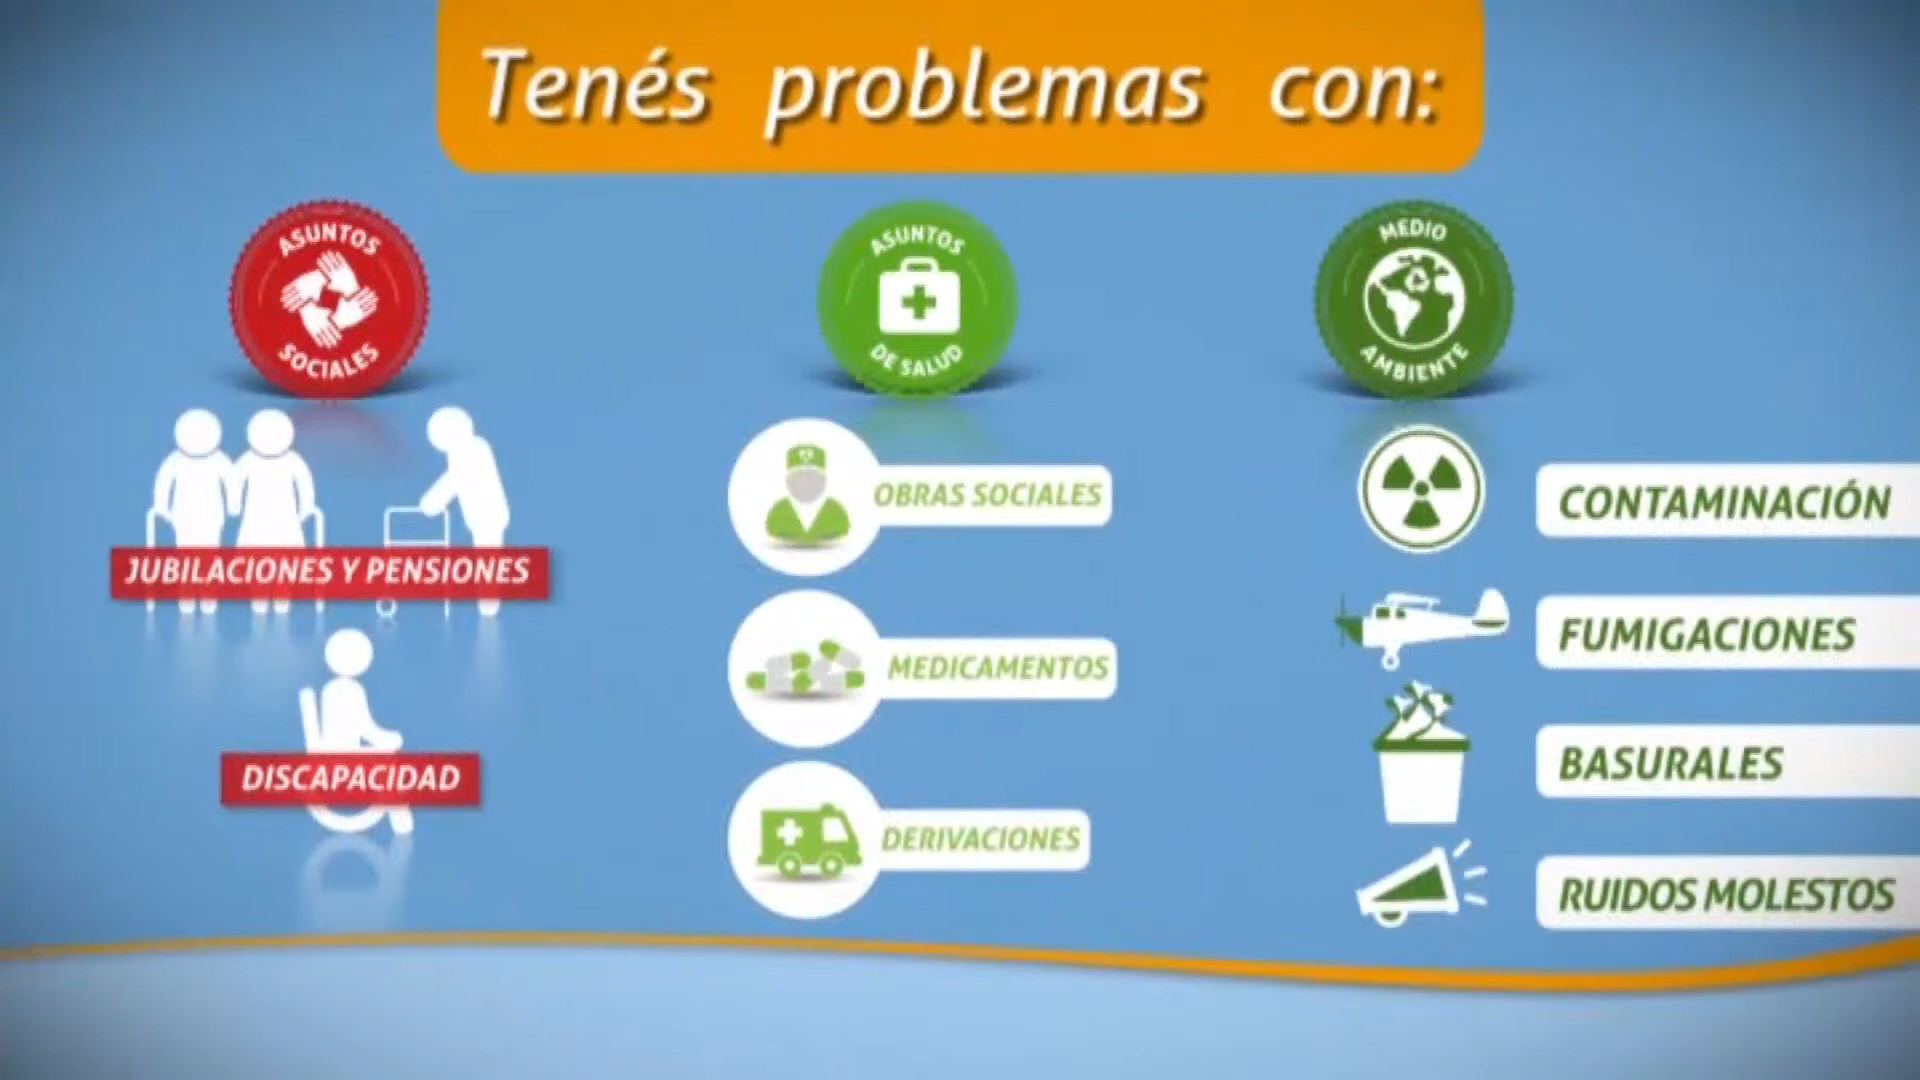 Tenés problemas con:
ASUNTOS
SOCIALES
JUBILACIONES Y PENSIONES
DISCAPACIDAD
ASUNTOS
DE SALUD
OBRAS SOCIALES
MEDICAMENTOS
DERIVACIONES
MEDIO
AMBIENTE
CONTAMINACIÓN
FUMIGACIONES
BASURALES
RUIDOS MOLESTOS